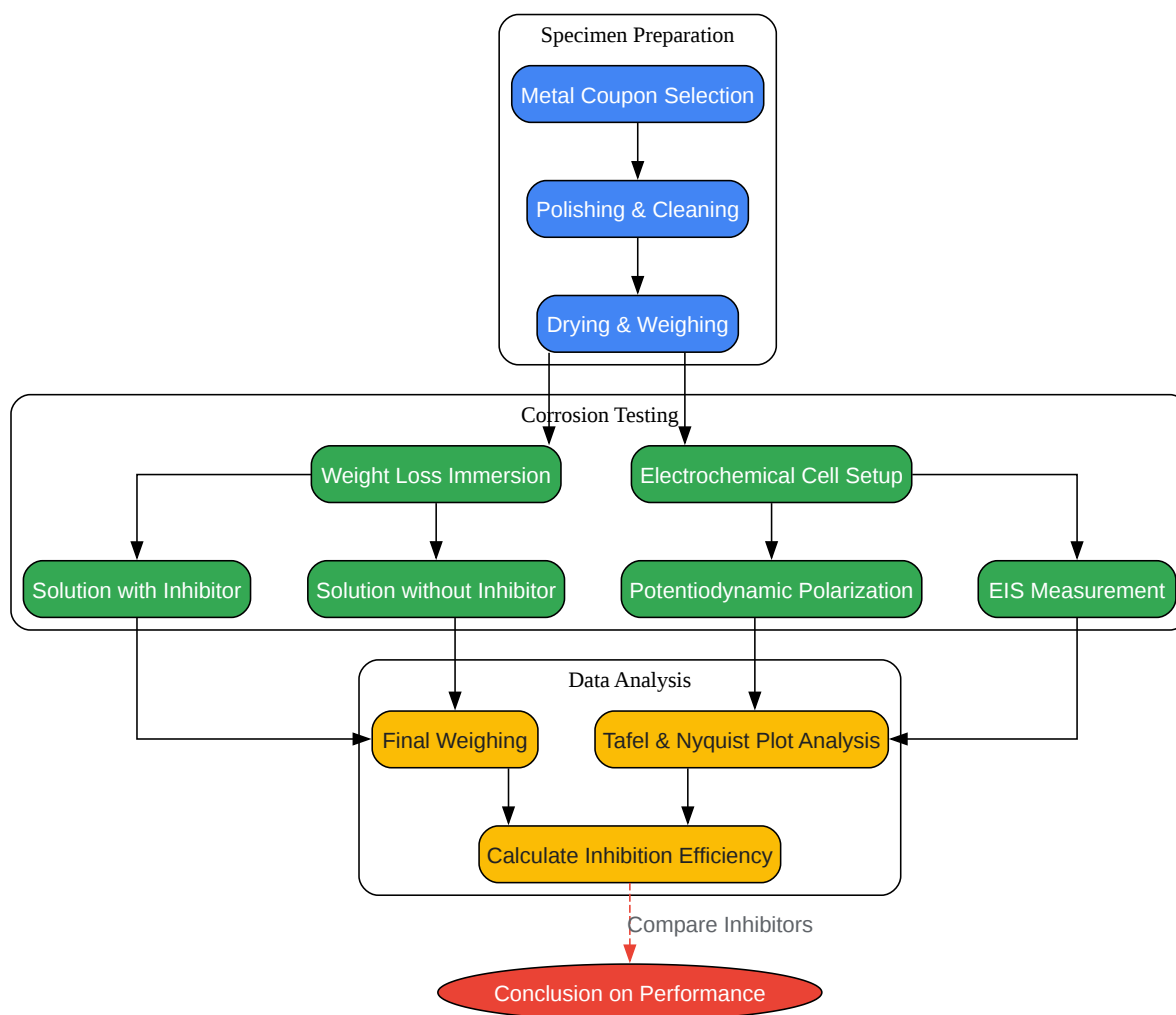 Specimen Preparation
Metal Coupon Selection
Polishing & Cleaning
Drying & Weighing
Corrosion Testing
Weight Loss Immersion
Electrochemical Cell Setup
Solution with Inhibitor
Solution without Inhibitor
Potentiodynamic Polarization
EIS Measurement
Data Analysis
Final Weighing
Tafel & Nyquist Plot Analysis
Calculate Inhibition Efficiency
Compare Inhibitors
Conclusion on Performance